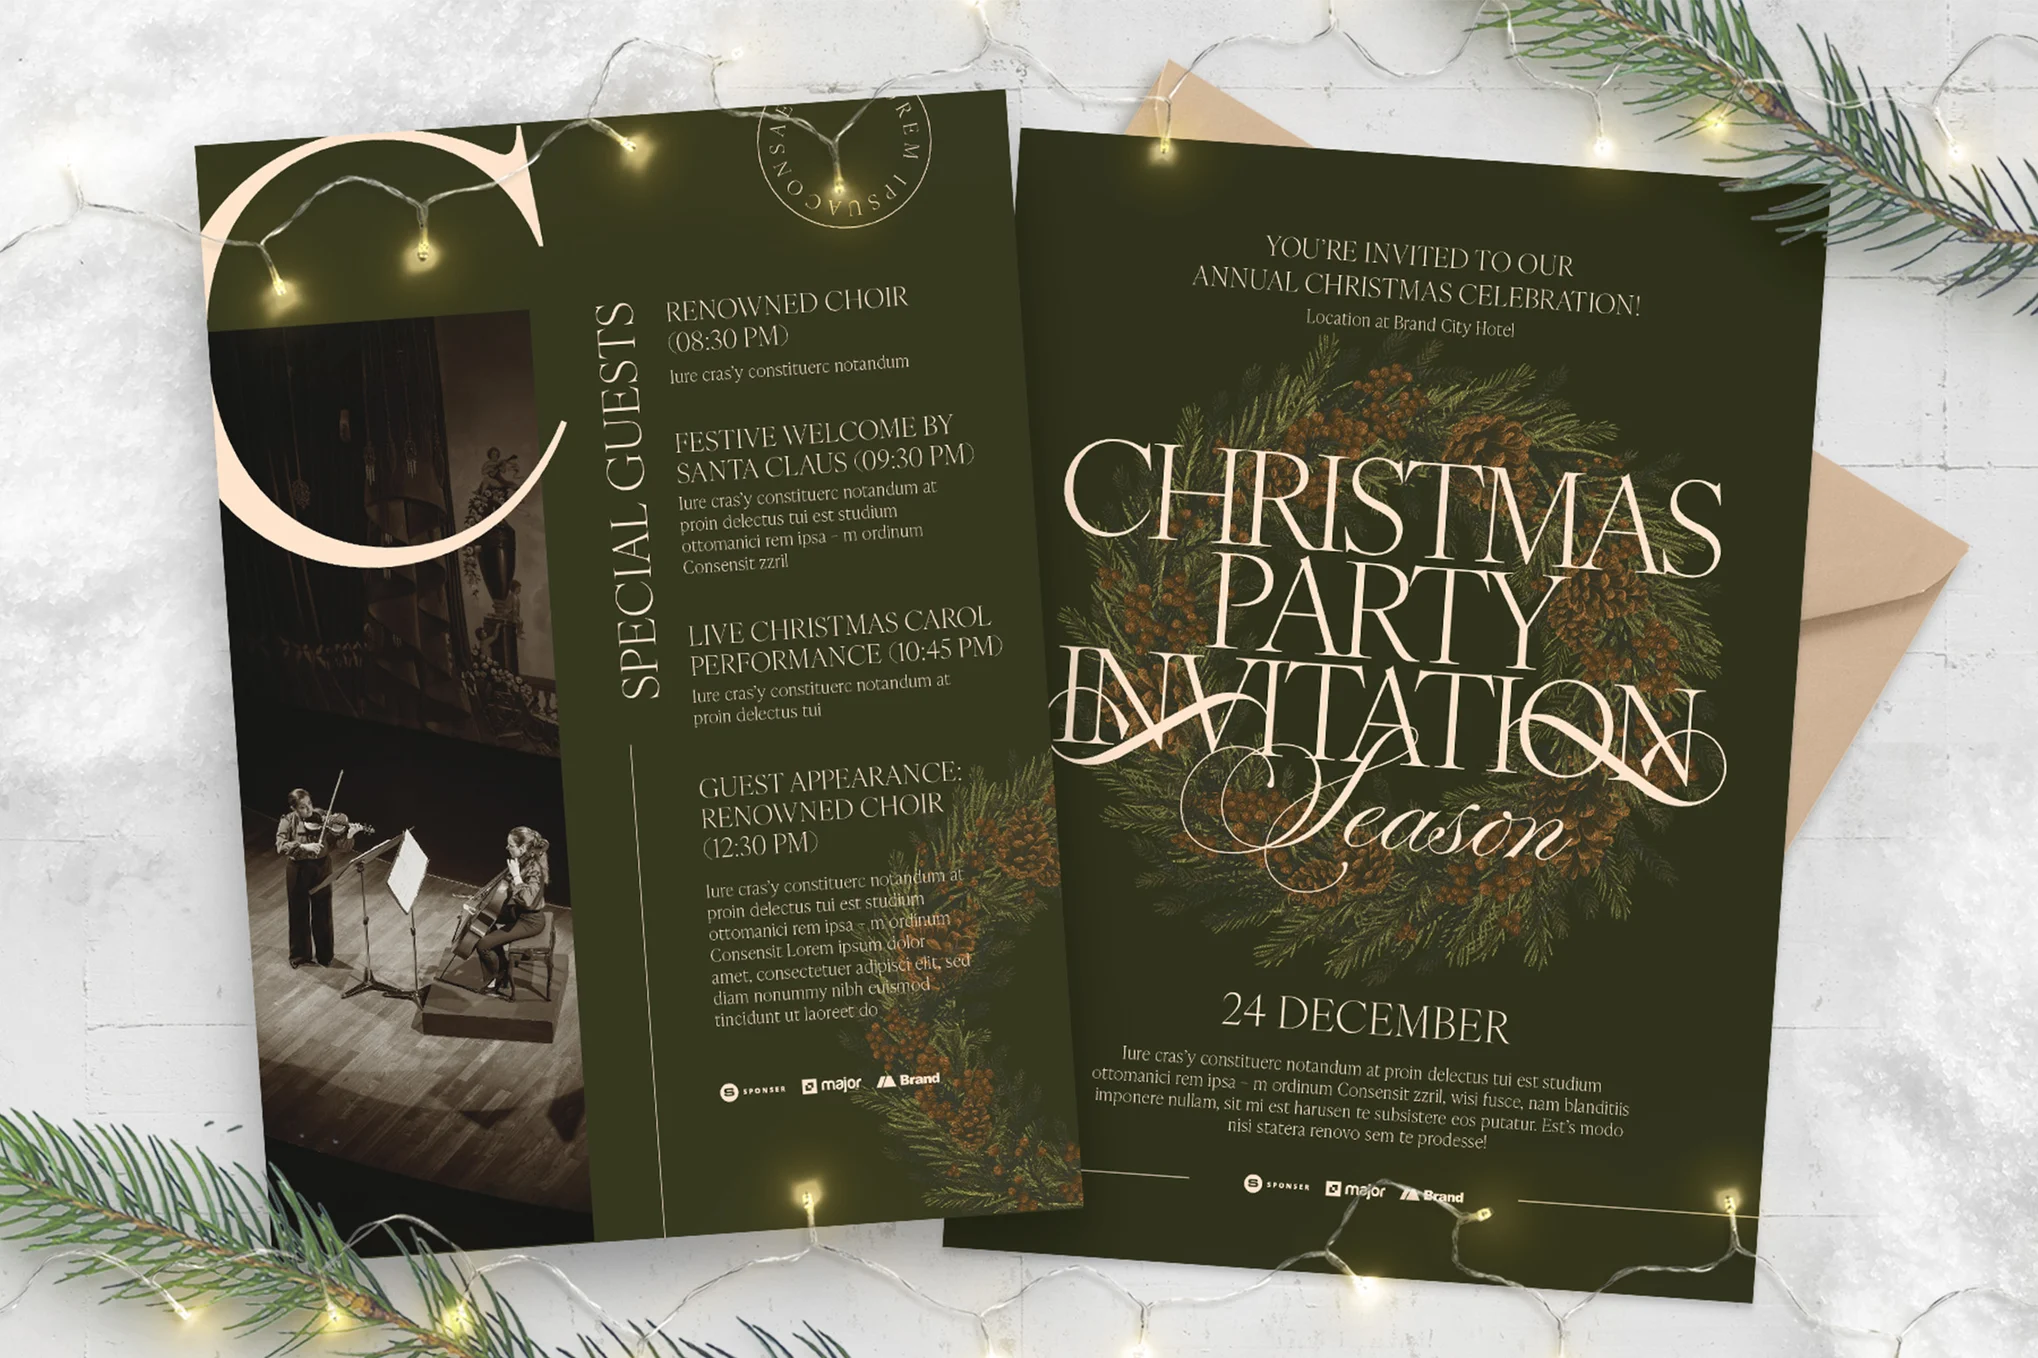 REM IPSUACONSAE
SPECIAL GUESTS
RENOWNED CHOIR
(08:30 PM)
Iure cras'y constituerc notandum
FESTIVE WELCOME BY
SANTA CLAUS (09:30 PM)
Iure cras'y constituerc notandum at
proin delectus tui est studium
ottomanici rem ipsa - m ordinum
Consensit zzril
LIVE CHRISTMAS CAROL
PERFORMANCE (10:45 PM)
Iure cras'y constituerc notandum at
proin delectus tui
GUEST APPEARANCE:
RENOWNED CHOIR
(12:30 PM)
Iure cras'y constituerc notandum at
proin delectus tui est studium
ottomanici rem ipsa - m ordinum
Consensit Lorem ipsum dolor
amet, consectetuer adipisci elit, sed
diam nonummy nibh euismod
tincidunt ut laoreet do
S SPONSER major Brand
YOU'RE INVITED TO OUR
ANNUAL CHRISTMAS CELEBRATION!
Location at Brand City Hotel
CHRISTMAS
PARTY
INVITATION
Season
24 DECEMBER
Iure cras'y constituerc notandum at proin delectus tui est studium
ottomanici rem ipsa - m ordinum Consensit zzril, wisi fusce, nam blanditiis
imponere nullam, sit mi est harusen te subsistere eos putatur. Est's modo
nisi statera renovo sem te prodesse!
S SPONSER major Brand